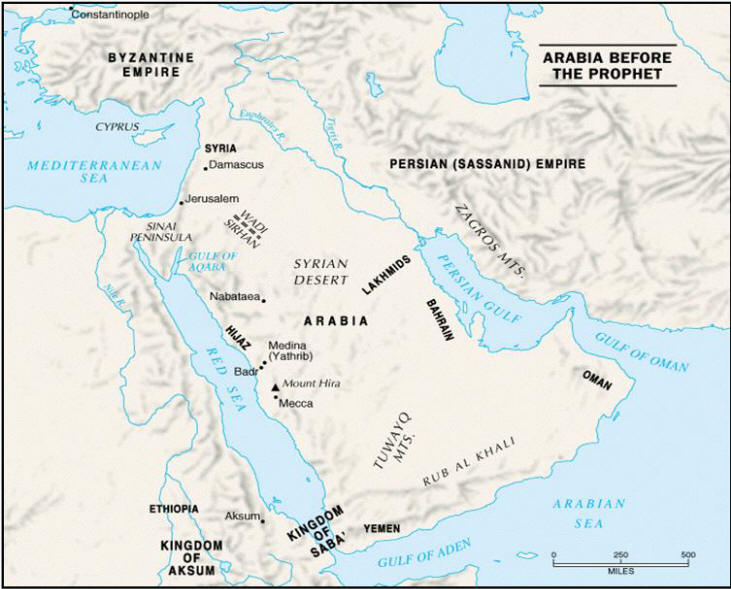 Constantinople
BYZANTINE
EMPIRE
ARABIA BEFORE
THE PROPHET
CYPRUS
Euphrates R.
Tigris R.
SYRIA
Damascus
MEDITERRANEAN
SEA
PERSIAN (SASSANID) EMPIRE
Jerusalem
WADI
SIRHAN
SINAI
PENINSULA
ZAGROS MTS.
GULF OF
AQABA
SYRIAN
DESERT
LAKHMIDS
PERSIAN GULF
Nile R.
Nabataea
ARABIA
BAHRAIN
HIJAZ
GULF OF OMAN
Medina
(Yathrib)
Badr
RED SEA
Mount Hira
Mecca
OMAN
TUWAYQ
MTS.
RUB AL KHALI
ETHIOPIA
Aksum
KINGDOM
OF
SABA'
YEMEN
ARABIAN
SEA
KINGDOM
OF
AKSUM
GULF OF ADEN
0 250 500
MILES